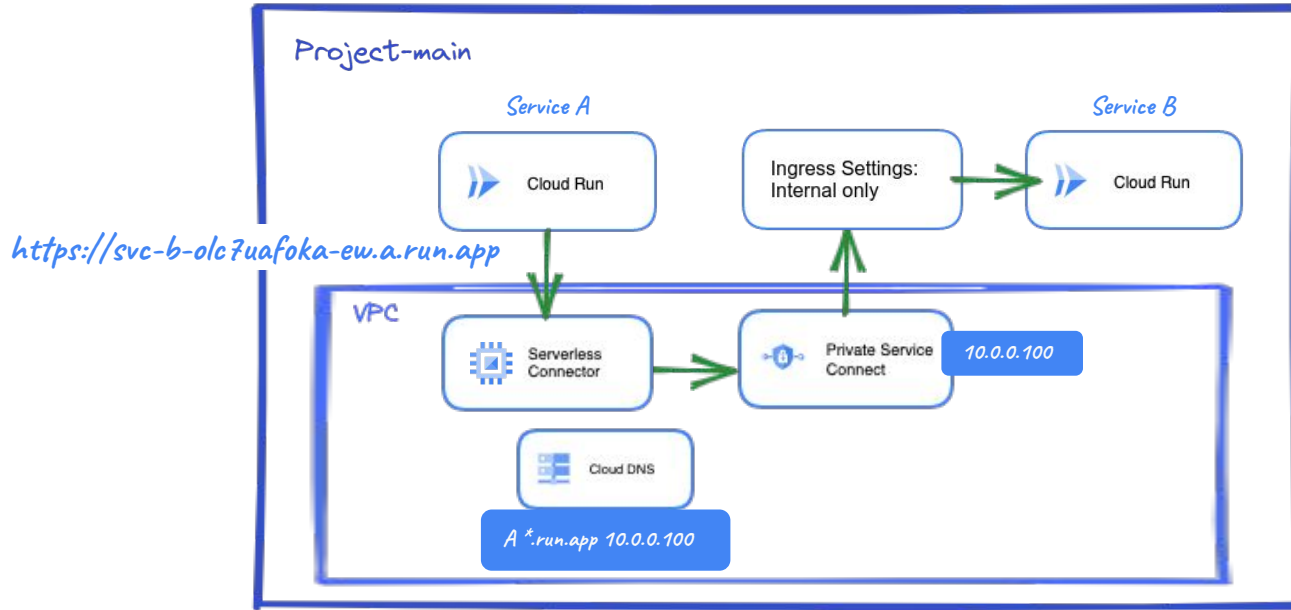 Project-main
Service A
Service B
Cloud Run
Ingress Settings:
Internal only
Cloud Run
https://svc-b-olc7uafoka-ew.a.run.app
VPC
Serverless
Connector
Private Service
Connect
10.0.0.100
Cloud DNS
A *.run.app 10.0.0.100